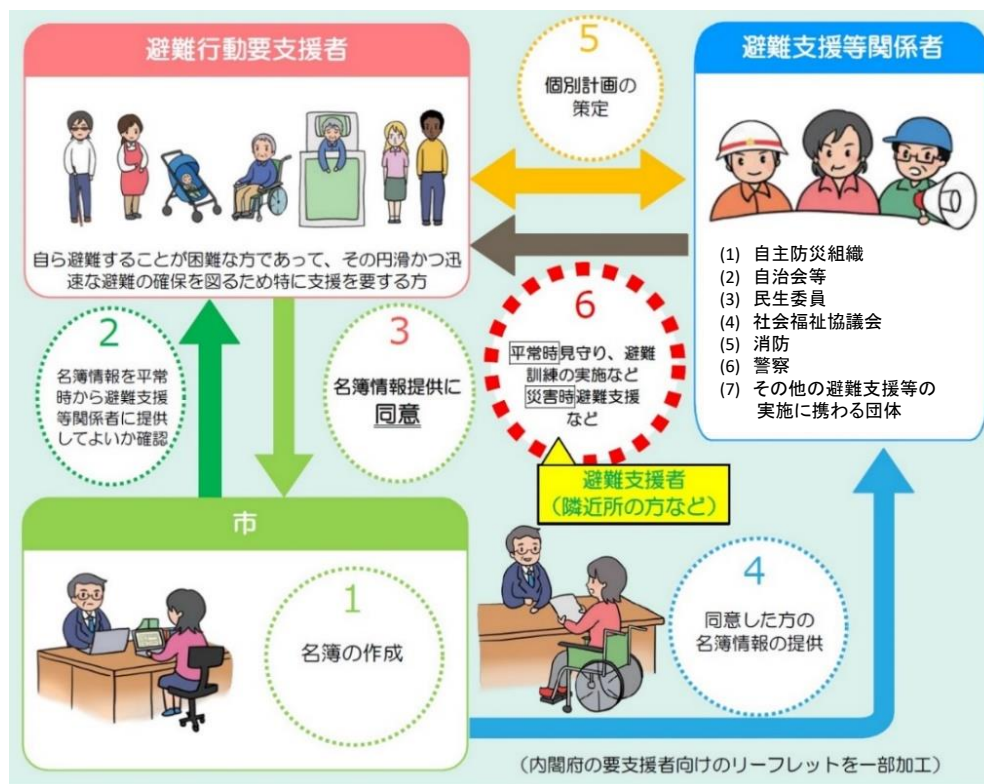 避難行動要支援者
自ら避難することが困難な方であって、その円滑かつ迅
速な避難の確保を図るため特に支援を要する方
5
個別計画の
策定
避難支援等関係者
(1) 自主防災組織
(2) 自治会等
(3) 民生委員
(4) 社会福祉協議会
(5) 消防
(6) 警察
(7) その他の避難支援等の
実施に携わる団体
2
名簿情報を平常
時から避難支援
等関係者に提供
してよいか確認
3
名簿情報提供に
同意
6
平常時見守り、避難
訓練の実施など
災害時避難支援
など
避難支援者
（隣近所の方など）
市
1
名簿の作成
4
同意した方の
名簿情報の提供
（内閣府の要支援者向けのリーフレットを一部加工）